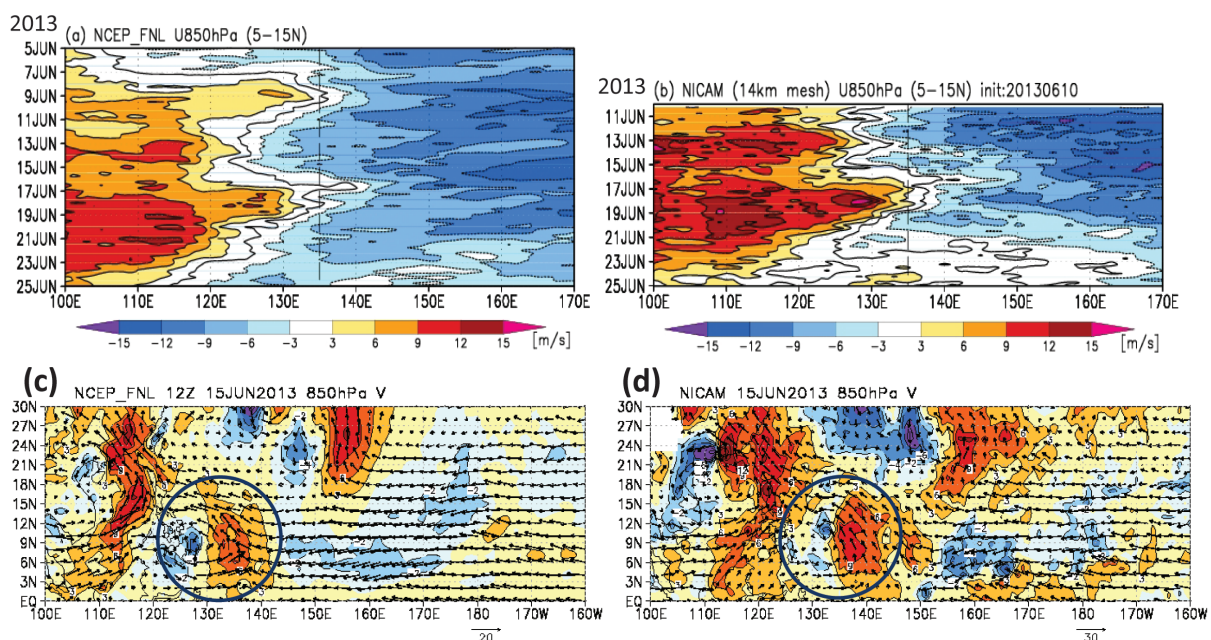 2013
(a) NCEP_FNL U850hPa (5-15N)
5JUN
7JUN
9JUN
11JUN
13JUN
15JUN
17JUN
19JUN
21JUN
23JUN
25JUN
100E 110E 120E 130E 140E 150E 160E 170E
-15 -12 -9 -6 -3 3 6 9 12 15 [m/s]
2013 (b) NICAM (14km mesh) U850hPa (5-15N) init:20130610
11JUN
13JUN
15JUN
17JUN
19JUN
21JUN
23JUN
25JUN
100E 110E 120E 130E 140E 150E 160E 170E
-15 -12 -9 -6 -3 3 6 9 12 15 [m/s]
(c) NCEP_FNL 12Z 15JUN2013 850hPa V
30N
27N
24N
21N
18N
15N
12N
9N
6N
3N
EQ
100E 110E 120E 130E 140E 150E 160E 170E 180 170W 160W
20
(d) NICAM 15JUN2013 850hPa V
30N
27N
24N
21N
18N
15N
12N
9N
6N
3N
EQ
100E 110E 120E 130E 140E 150E 160E 170E 180 170W 160W
30